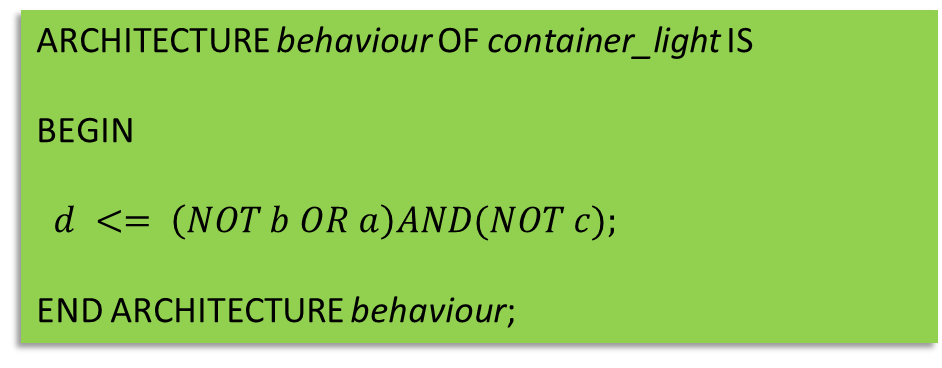 ARCHITECTURE behaviour OF container_light IS
BEGIN
d <= (NOT b OR a)AND(NOT c);
END ARCHITECTURE behaviour;